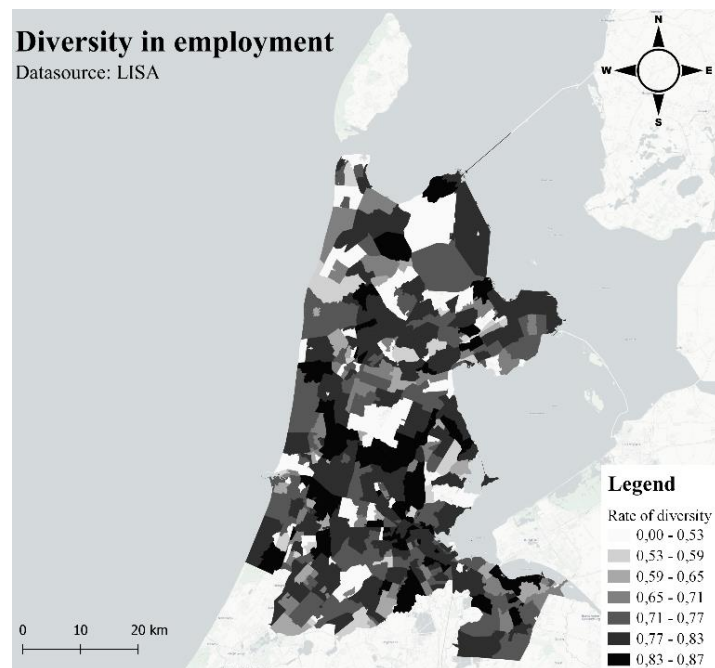 Diversity in employment
Datasource: LISA
N
W E
S
Legend
Rate of diversity
0,00 - 0,53
0,53 - 0,59
0,59 - 0,65
0,65 - 0,71
0,71 - 0,77
0,77 - 0,83
0,83 - 0,87
0 10 20 km